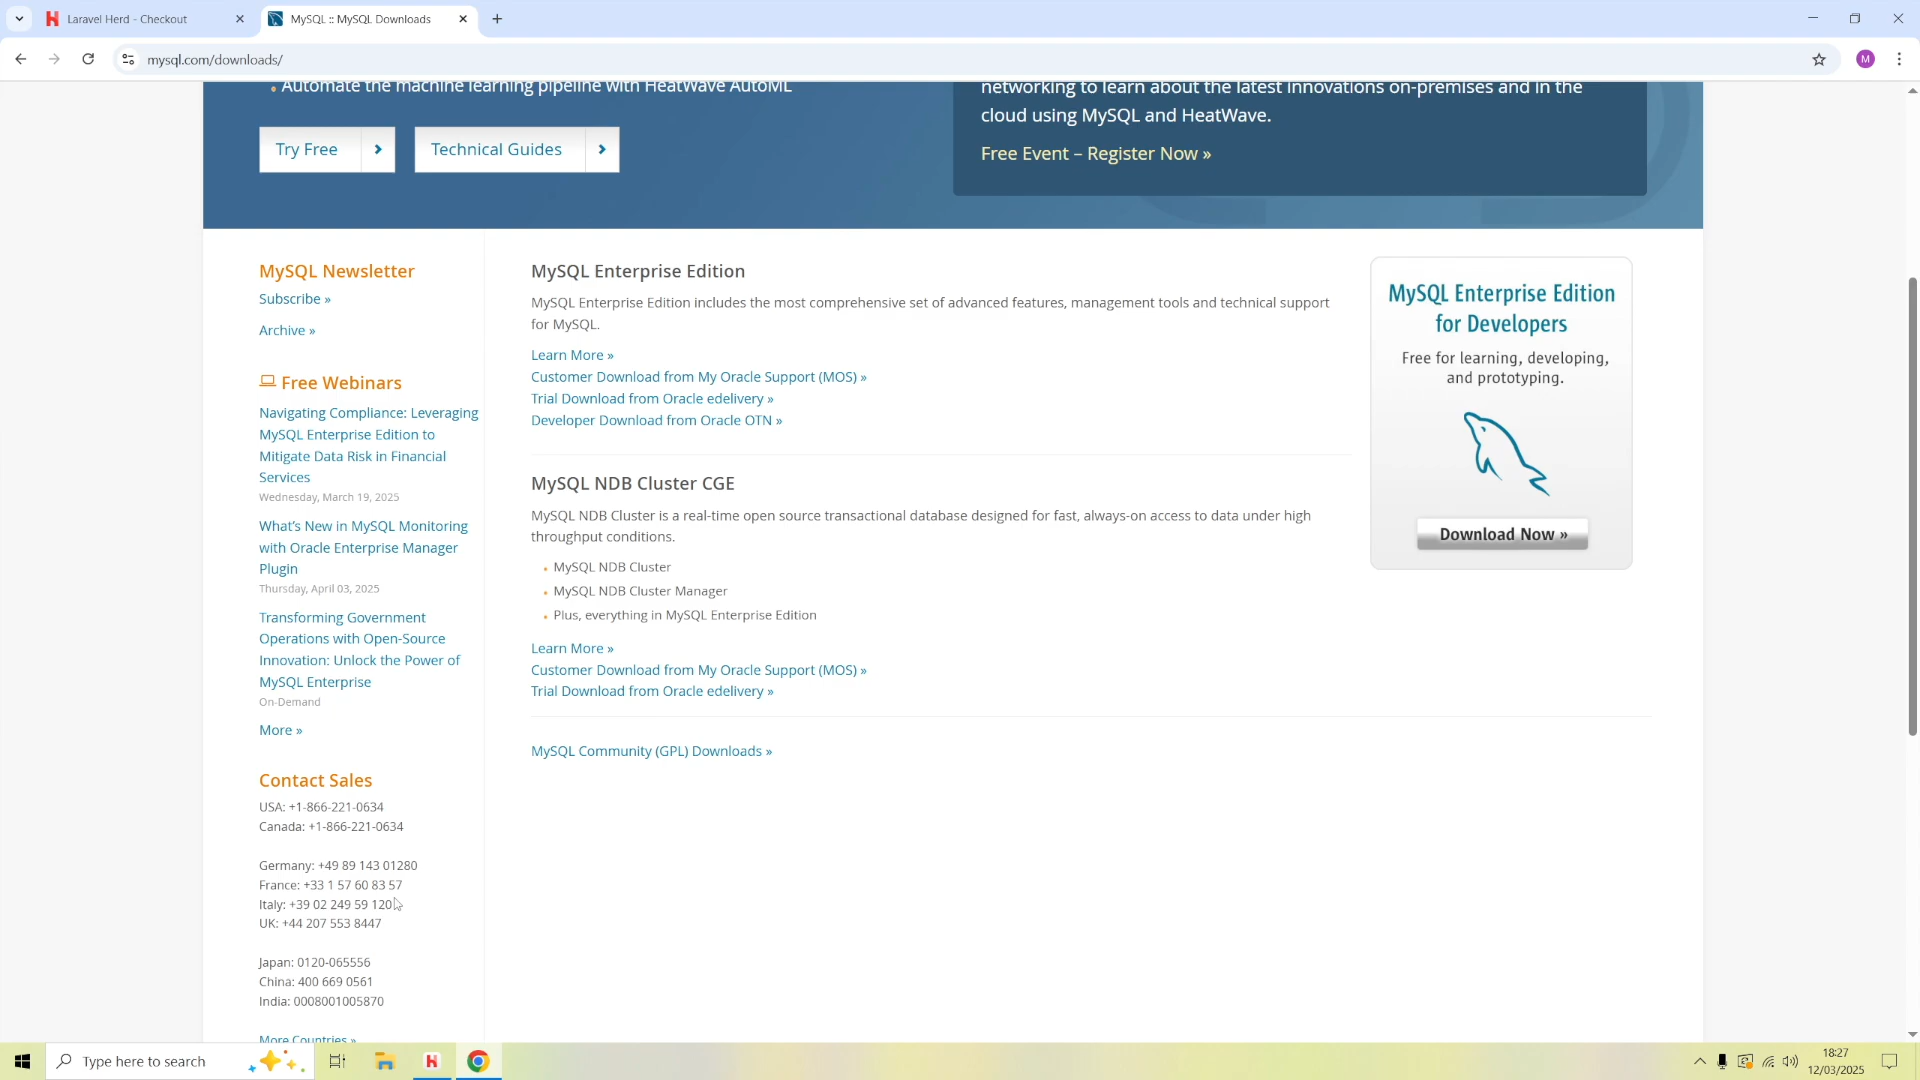 Laravel Herd - Checkout
MySQL :: MySQL Downloads
mysql.com/downloads/
M
Automate the machine learning pipeline with HeatWave AutoML
Try Free
Technical Guides
networking to learn about the latest innovations on-premises and in the
cloud using MySQL and HeatWave.
Free Event – Register Now »
MySQL Newsletter
Subscribe »
Archive »
Free Webinars
Navigating Compliance: Leveraging
MySQL Enterprise Edition to
Mitigate Data Risk in Financial
Services
Wednesday, March 19, 2025
What's New in MySQL Monitoring
with Oracle Enterprise Manager
Plugin
Thursday, April 03, 2025
Transforming Government
Operations with Open-Source
Innovation: Unlock the Power of
MySQL Enterprise
On-Demand
More »
Contact Sales
USA: +1-866-221-0634
Canada: +1-866-221-0634
Germany: +49 89 143 01280
France: +33 1 57 60 83 57
Italy: +39 02 249 59 120
UK: +44 207 553 8447
Japan: 0120-065556
China: 400 669 0561
India: 0008001005870
More Countries »
MySQL Enterprise Edition
MySQL Enterprise Edition includes the most comprehensive set of advanced features, management tools and technical support
for MySQL.
Learn More »
Customer Download from My Oracle Support (MOS) »
Trial Download from Oracle edelivery »
Developer Download from Oracle OTN »
MySQL NDB Cluster CGE
MySQL NDB Cluster is a real-time open source transactional database designed for fast, always-on access to data under high
throughput conditions.
MySQL NDB Cluster
MySQL NDB Cluster Manager
Plus, everything in MySQL Enterprise Edition
Learn More »
Customer Download from My Oracle Support (MOS) »
Trial Download from Oracle edelivery »
MySQL Community (GPL) Downloads »
MySQL Enterprise Edition
for Developers
Free for learning, developing,
and prototyping.
Download Now »
Type here to search
H
18:27
12/03/2025